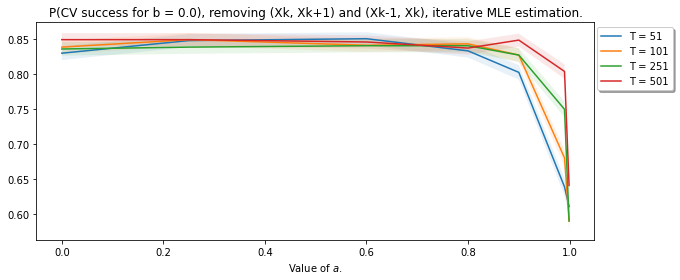 P(CV success for b = 0.0), removing (Xk, Xk+1) and (Xk-1, Xk), iterative MLE estimation.
0.85
0.80
0.75
0.70
0.65
0.60
0.0 0.2 0.4 0.6 0.8 1.0
Value of a.
T = 51
T = 101
T = 251
T = 501